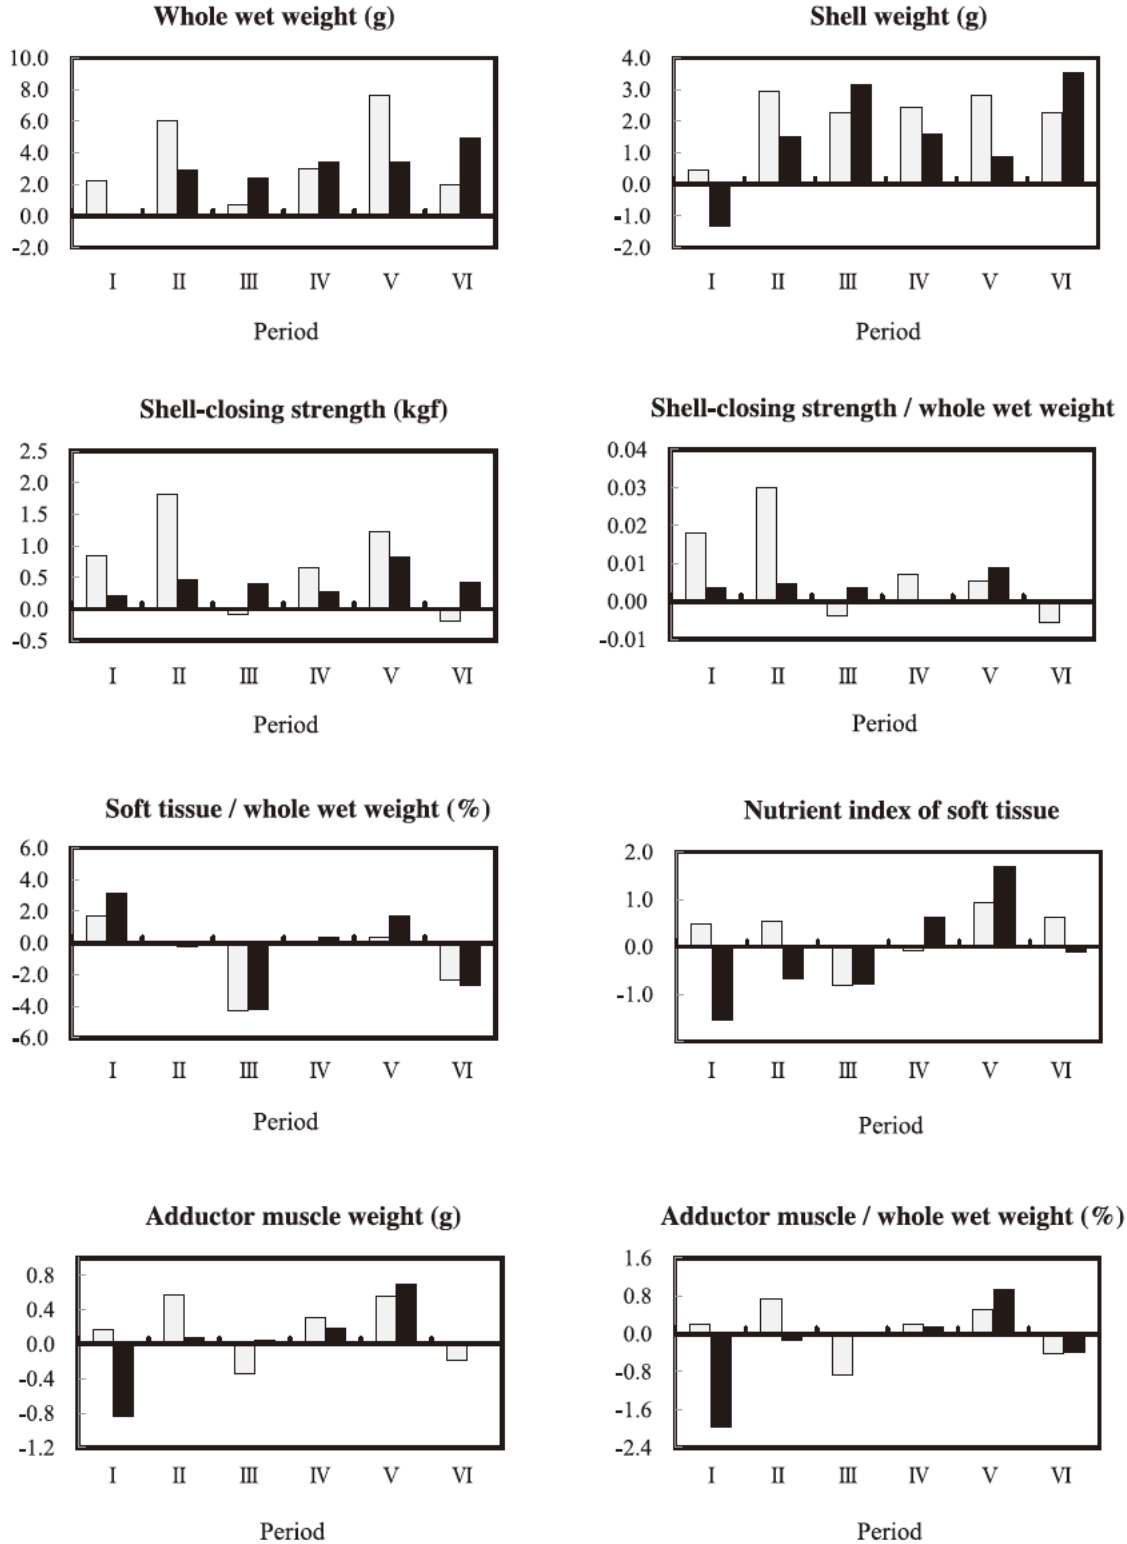 Whole wet weight (g)
10.0
8.0
6.0
4.0
2.0
0.0
-2.0
I II III IV V VI
Period
Shell weight (g)
4.0
3.0
2.0
1.0
0.0
-1.0
-2.0
I II III IV V VI
Period
Shell-closing strength (kgf)
2.5
2.0
1.5
1.0
0.5
0.0
-0.5
I II III IV V VI
Period
Shell-closing strength / whole wet weight
0.04
0.03
0.02
0.01
0.00
-0.01
I II III IV V VI
Period
Soft tissue / whole wet weight (%)
6.0
4.0
2.0
0.0
-2.0
-4.0
-6.0
I II III IV V VI
Period
Nutrient index of soft tissue
2.0
1.0
0.0
-1.0
I II III IV V VI
Period
Adductor muscle weight (g)
0.8
0.4
0.0
-0.4
-0.8
-1.2
I II III IV V VI
Period
Adductor muscle / whole wet weight (%)
1.6
0.8
0.0
-0.8
-1.6
-2.4
I II III IV V VI
Period